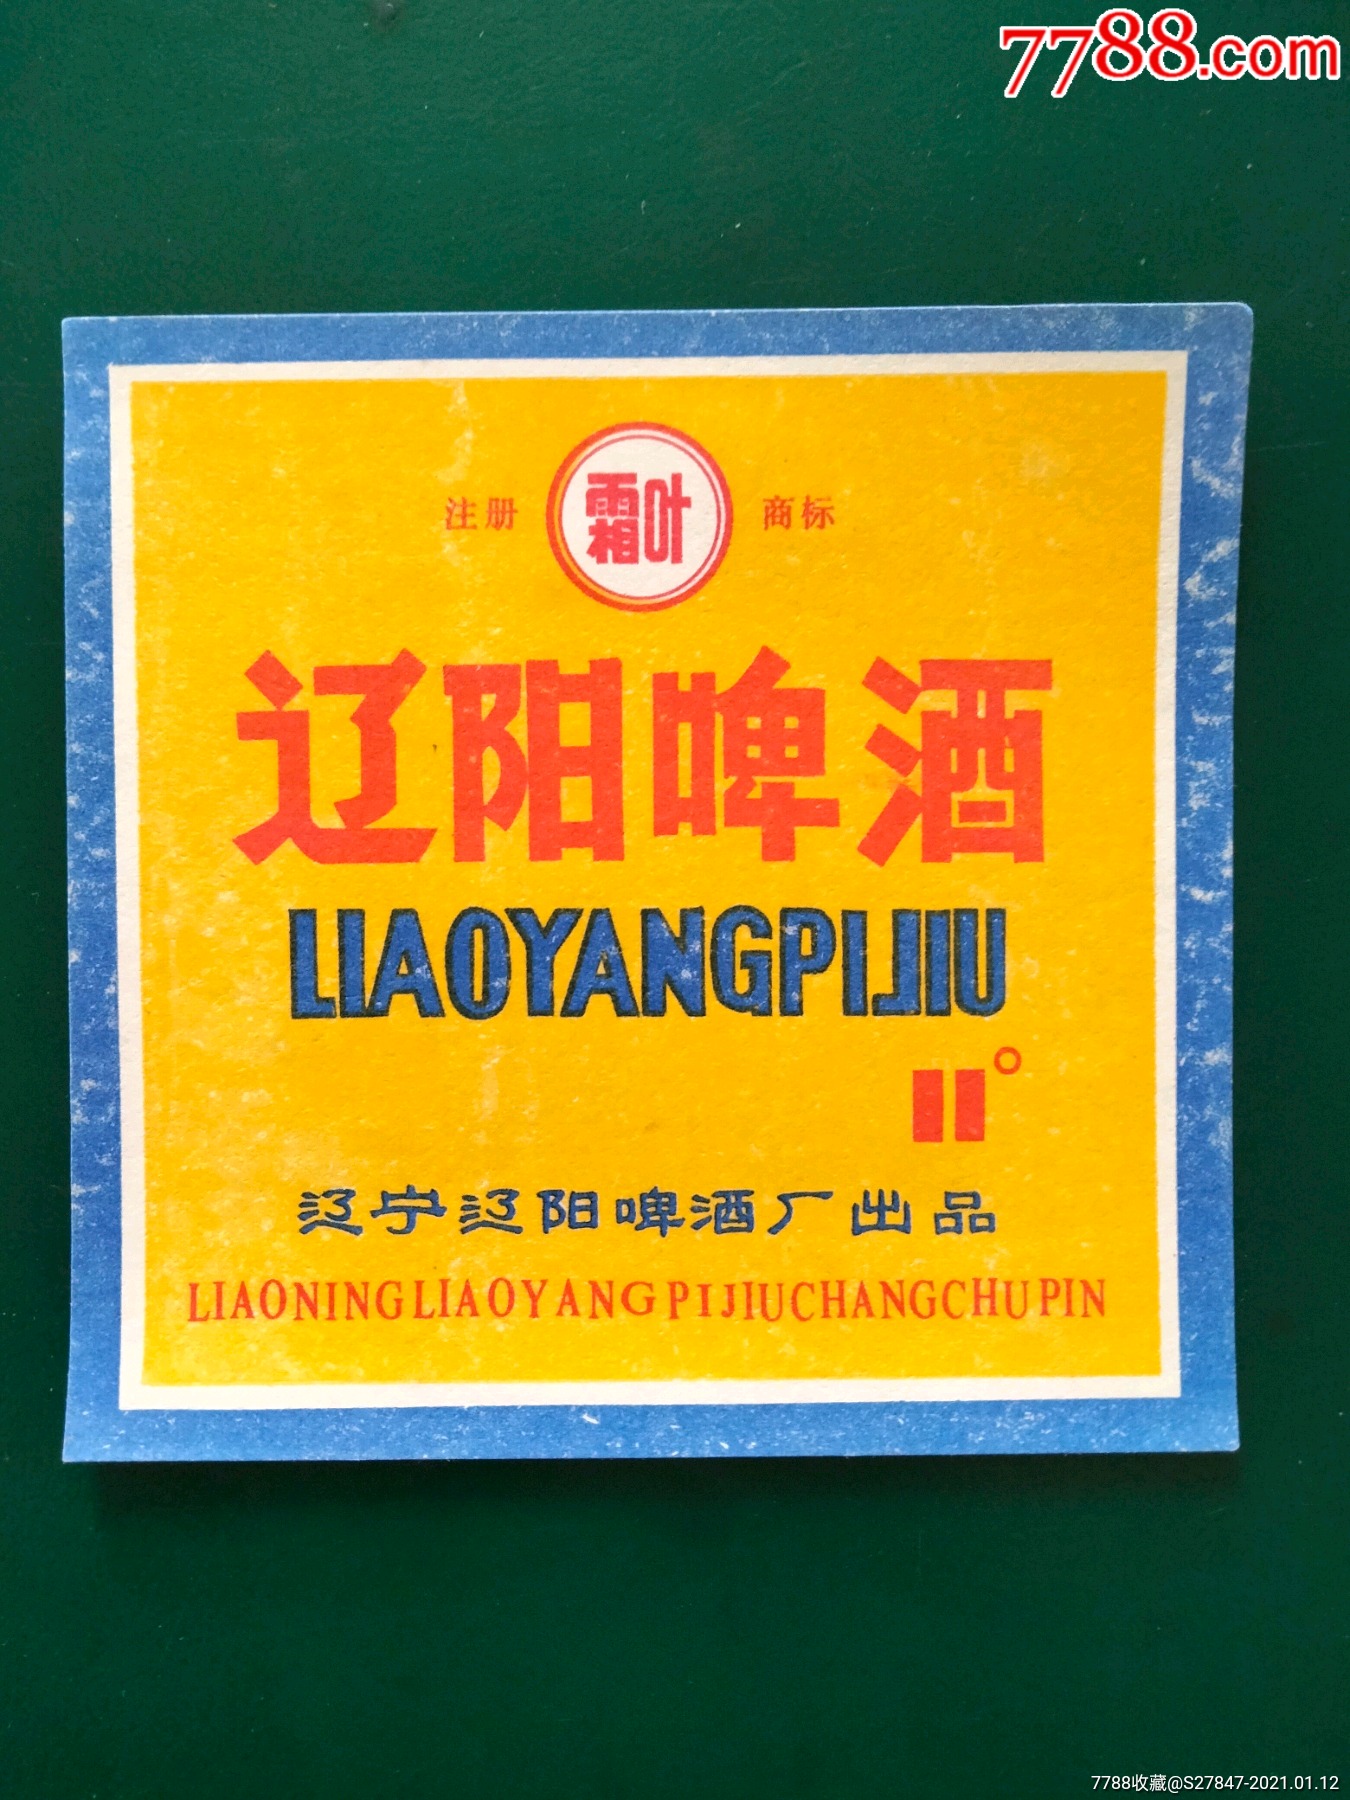 7788.com
注册 霜叶 商标
辽阳啤酒
LIAOYANGPIJIU
11°
辽宁辽阳啤酒厂出品
LIAONINGLIAOYANGPIJIUCHANGCHUPIN
7788收藏@S27847-2021.01.12